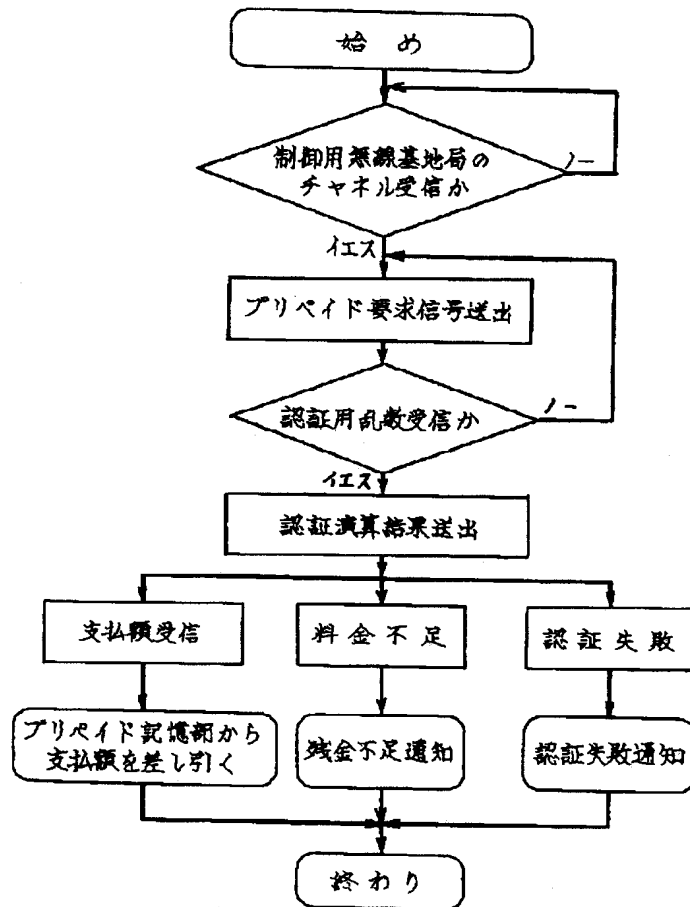 始め
制御用無線基地局の
チャネル受信か
ノー
イエス
プリペイド要求信号送出
認証用乱数受信か
ノー
イエス
認証演算結果送出
支払額受信
料金不足
認証失敗
プリペイド記憶部から
支払額を差し引く
残金不足通知
認証失敗通知
終わり